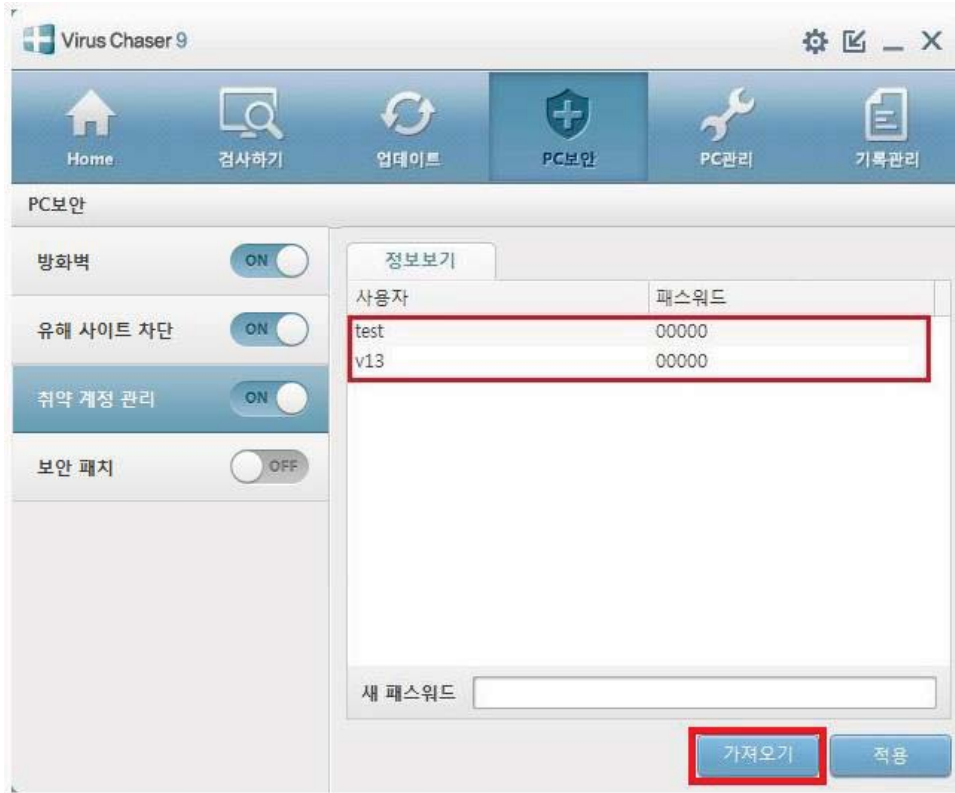 Virus Chaser 9
Home 검사하기 업데이트 PC보안 PC관리 기록관리
PC보안
방화벽 ON
유해 사이트 차단 ON
취약 계정 관리 ON
보안 패치 OFF
정보보기
사용자 패스워드
test 00000
v13 00000
새 패스워드
가져오기 적용